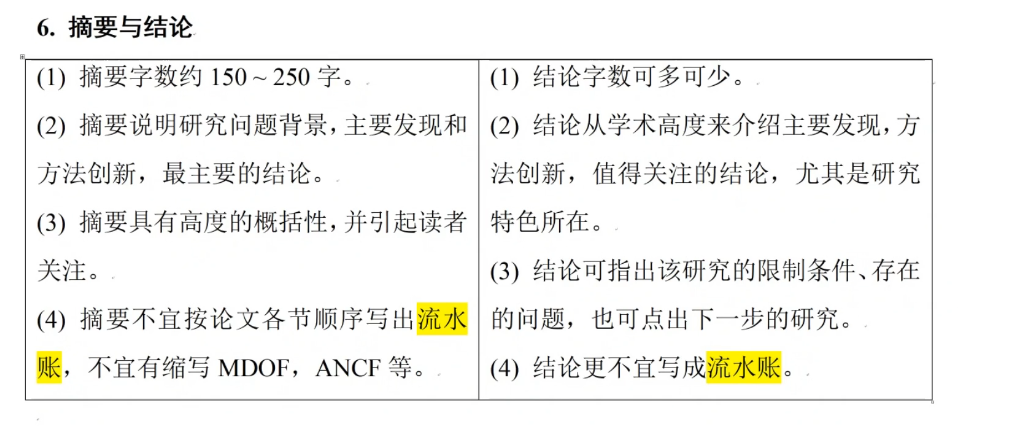 6. 摘要与结论
(1) 摘要字数约 150 ~ 250 字。
(2) 摘要说明研究问题背景，主要发现和
方法创新，最主要的结论。
(3) 摘要具有高度的概括性，并引起读者
关注。
(4) 摘要不宜按论文各节顺序写出流水
账，不宜有缩写 MDOF，ANCF 等。
(1) 结论字数可多可少。
(2) 结论从学术高度来介绍主要发现，方
法创新，值得关注的结论，尤其是研究
特色所在。
(3) 结论可指出该研究的限制条件、存在
的问题，也可点出下一步的研究。
(4) 结论更不宜写成流水账。